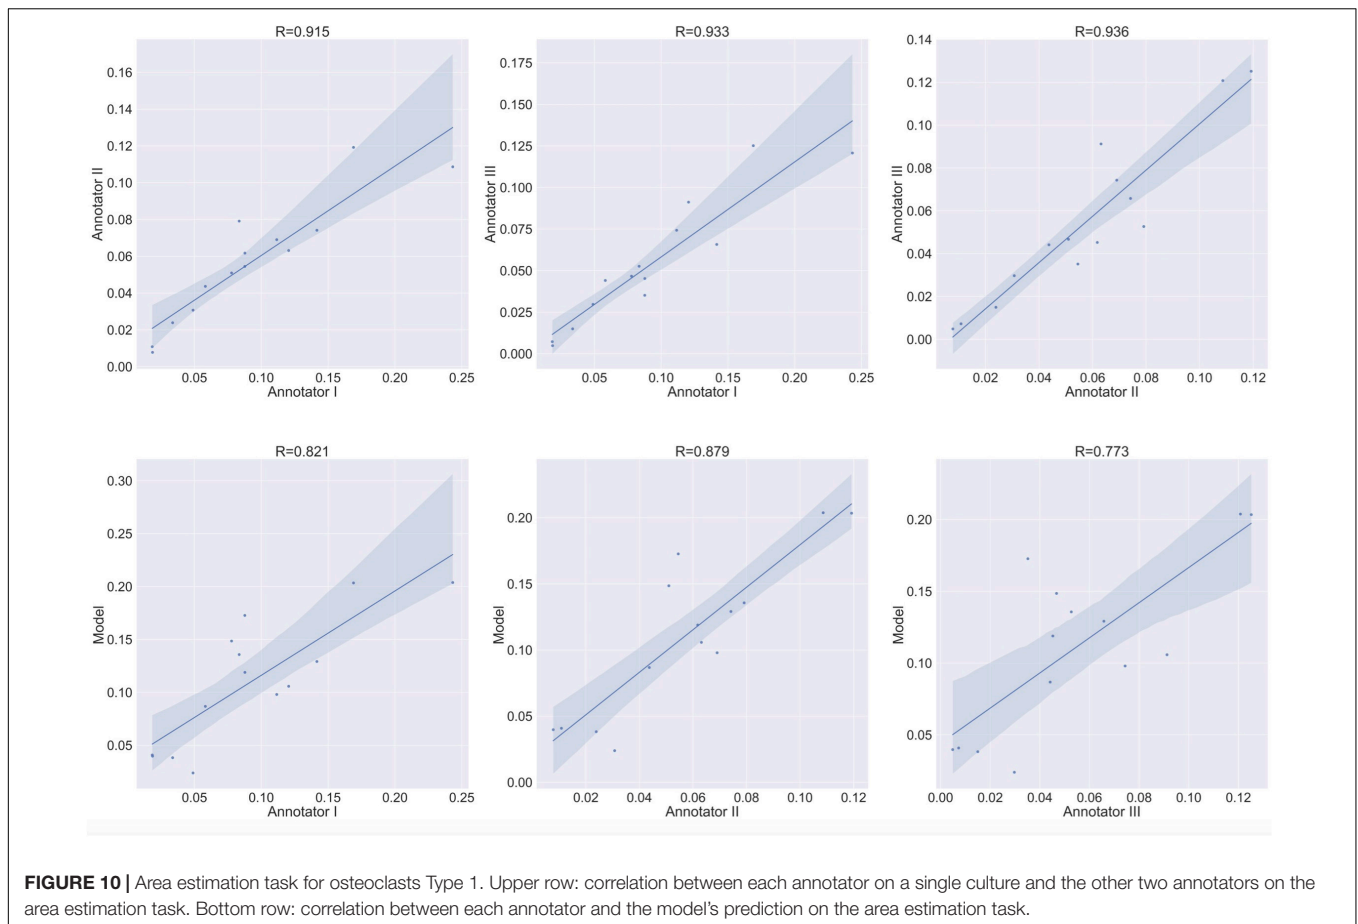 R=0.915
R=0.933
R=0.936
0.16
0.14
0.12
0.10
0.08
0.06
0.04
0.02
0.00
Annotator II
0.05 0.10 0.15 0.20 0.25
Annotator I
0.175
0.150
0.125
0.100
0.075
0.050
0.025
0.000
Annotator III
0.05 0.10 0.15 0.20 0.25
Annotator I
0.14
0.12
0.10
0.08
0.06
0.04
0.02
0.00
Annotator III
0.02 0.04 0.06 0.08 0.10 0.12
Annotator II
R=0.821
R=0.879
R=0.773
0.30
0.25
0.20
0.15
0.10
0.05
Model
0.05 0.10 0.15 0.20 0.25
Annotator I
0.20
0.15
0.10
0.05
0.00
Model
0.02 0.04 0.06 0.08 0.10 0.12
Annotator II
0.20
0.15
0.10
0.05
Model
0.00 0.02 0.04 0.06 0.08 0.10 0.12
Annotator III
FIGURE 10 | Area estimation task for osteoclasts Type 1. Upper row: correlation between each annotator on a single culture and the other two annotators on the
area estimation task. Bottom row: correlation between each annotator and the model's prediction on the area estimation task.